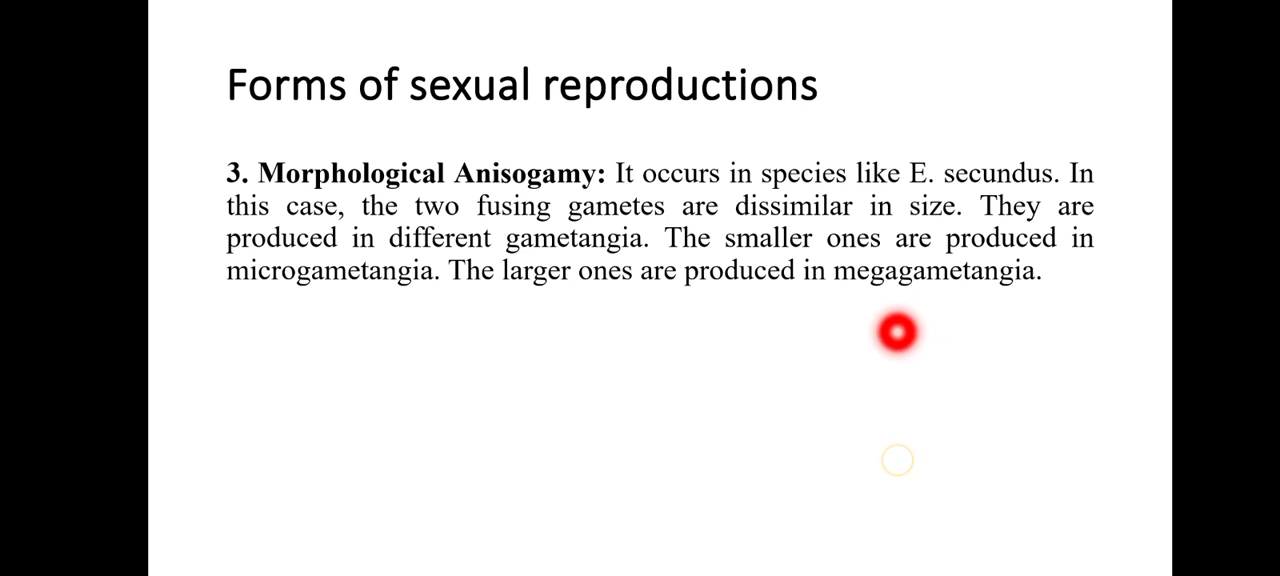 Forms of sexual reproductions
3. Morphological Anisogamy: It occurs in species like E. secundus. In
this case, the two fusing gametes are dissimilar in size. They are
produced in different gametangia. The smaller ones are produced in
microgametangia. The larger ones are produced in megagametangia.